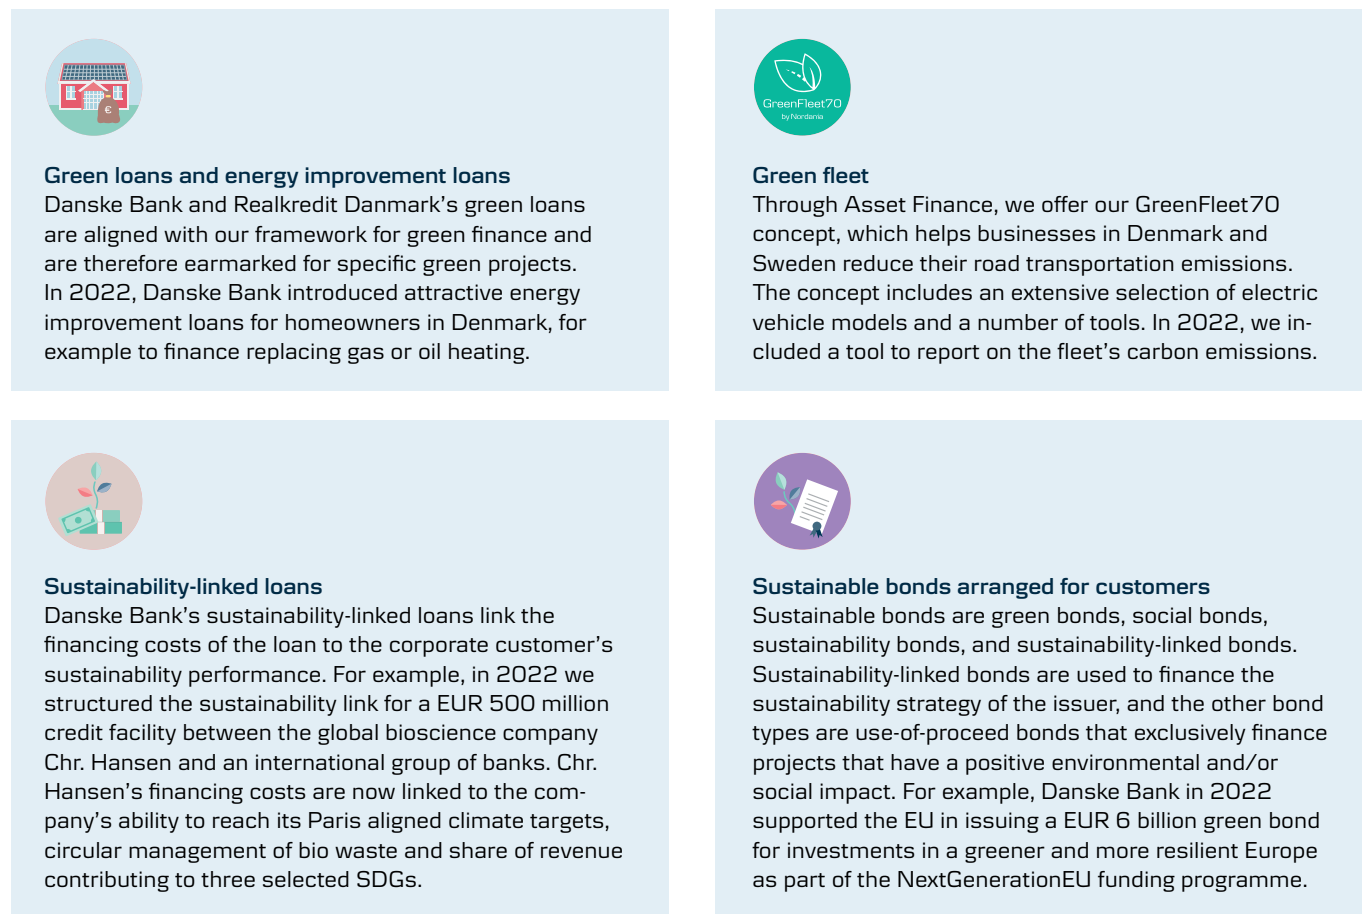 €
Green loans and energy improvement loans
Danske Bank and Realkredit Danmark's green loans
are aligned with our framework for green finance and
are therefore earmarked for specific green projects.
In 2022, Danske Bank introduced attractive energy
improvement loans for homeowners in Denmark, for
example to finance replacing gas or oil heating.
GreenFleet70
by Nordania
Green fleet
Through Asset Finance, we offer our GreenFleet70
concept, which helps businesses in Denmark and
Sweden reduce their road transportation emissions.
The concept includes an extensive selection of electric
vehicle models and a number of tools. In 2022, we in-
cluded a tool to report on the fleet's carbon emissions.
Sustainability-linked loans
Danske Bank's sustainability-linked loans link the
financing costs of the loan to the corporate customer's
sustainability performance. For example, in 2022 we
structured the sustainability link for a EUR 500 million
credit facility between the global bioscience company
Chr. Hansen and an international group of banks. Chr.
Hansen's financing costs are now linked to the com-
pany's ability to reach its Paris aligned climate targets,
circular management of bio waste and share of revenue
contributing to three selected SDGs.
Sustainable bonds arranged for customers
Sustainable bonds are green bonds, social bonds,
sustainability bonds, and sustainability-linked bonds.
Sustainability-linked bonds are used to finance the
sustainability strategy of the issuer, and the other bond
types are use-of-proceed bonds that exclusively finance
projects that have a positive environmental and/or
social impact. For example, Danske Bank in 2022
supported the EU in issuing a EUR 6 billion green bond
for investments in a greener and more resilient Europe
as part of the NextGenerationEU funding programme.